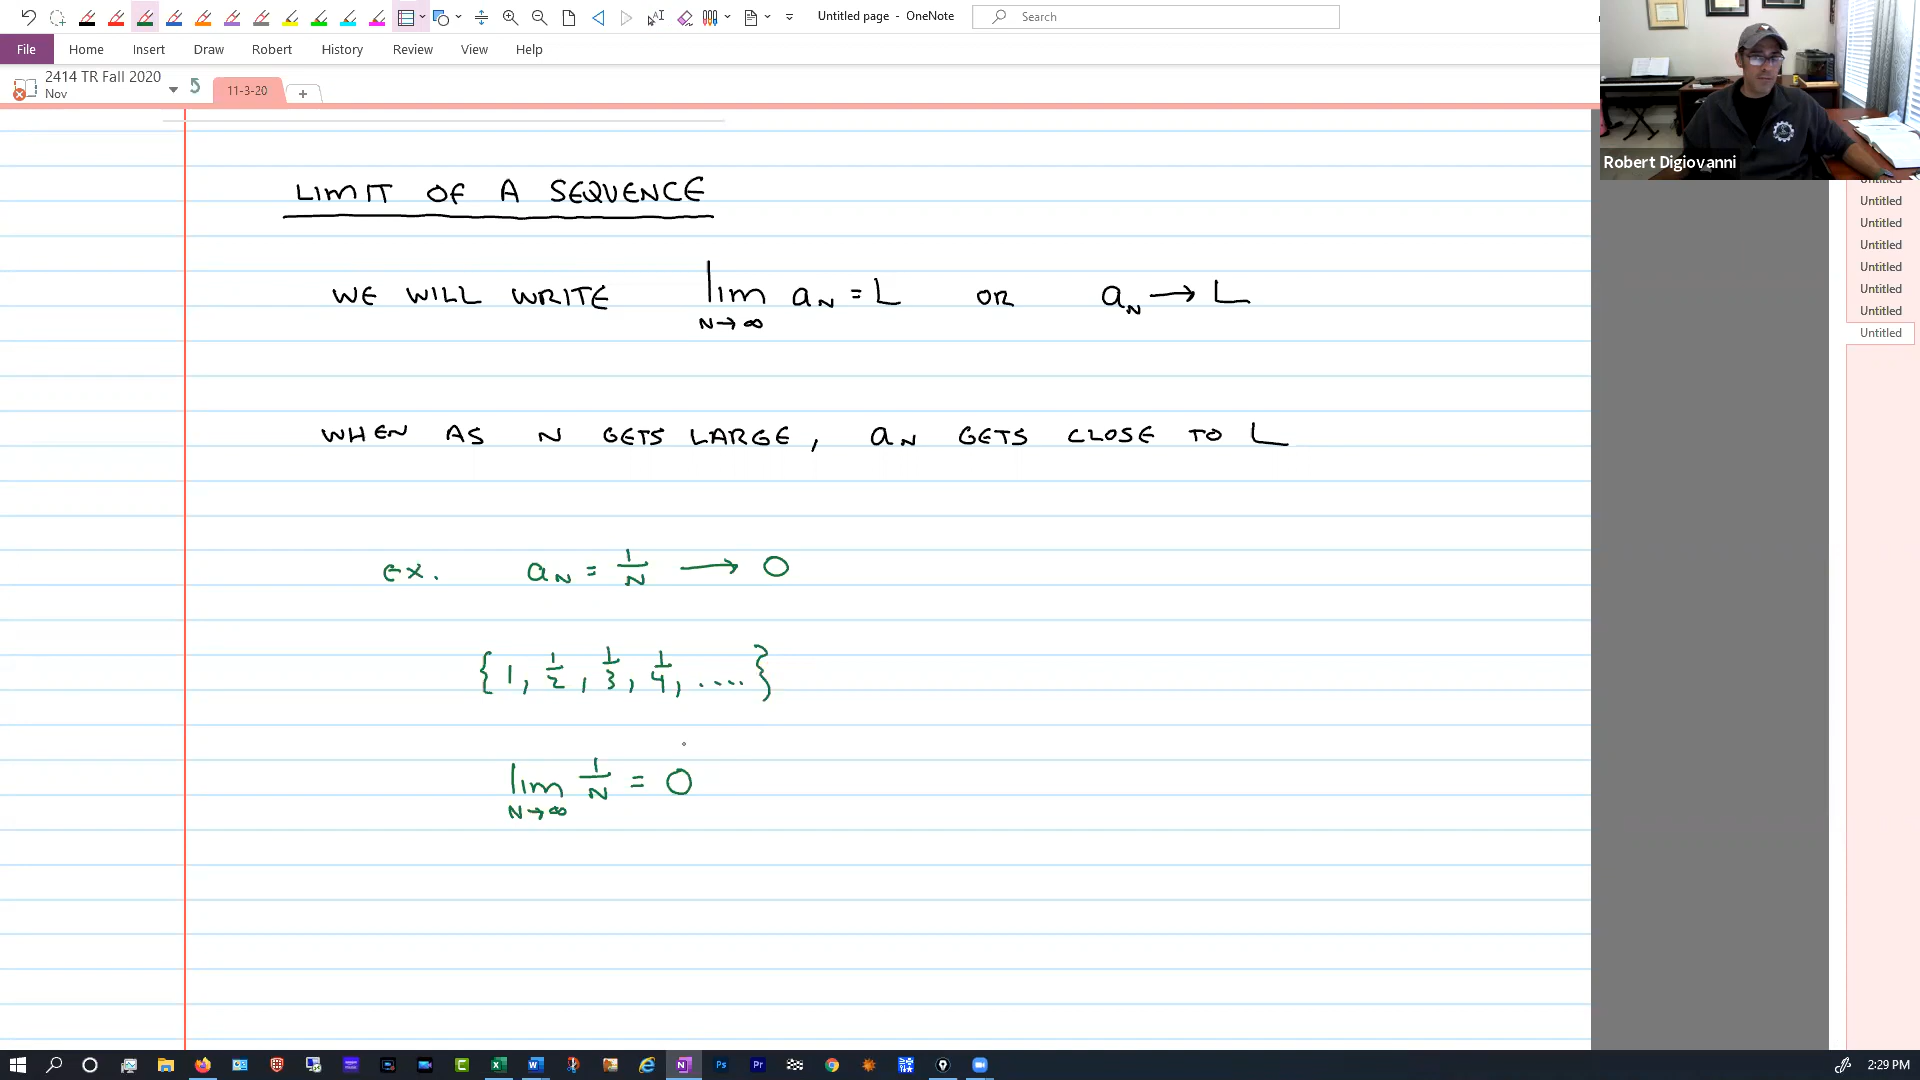 Untitled page - OneNote
Search
File Home Insert Draw Robert History Review View Help
2414 TR Fall 2020
Nov
11-3-20
Robert Digiovanni
Untitled
Untitled
Untitled
Untitled
Untitled
Untitled
Untitled
LIMIT OF A SEQUENCE
WE WILL WRITE lim N→∞ aN = L OR aN → L
WHEN AS N GETS LARGE, aN GETS CLOSE TO L
ex. aN = 1/N → 0
{1, 1/2, 1/3, 1/4, ....}
lim N→∞ 1/N = 0
2:29 PM